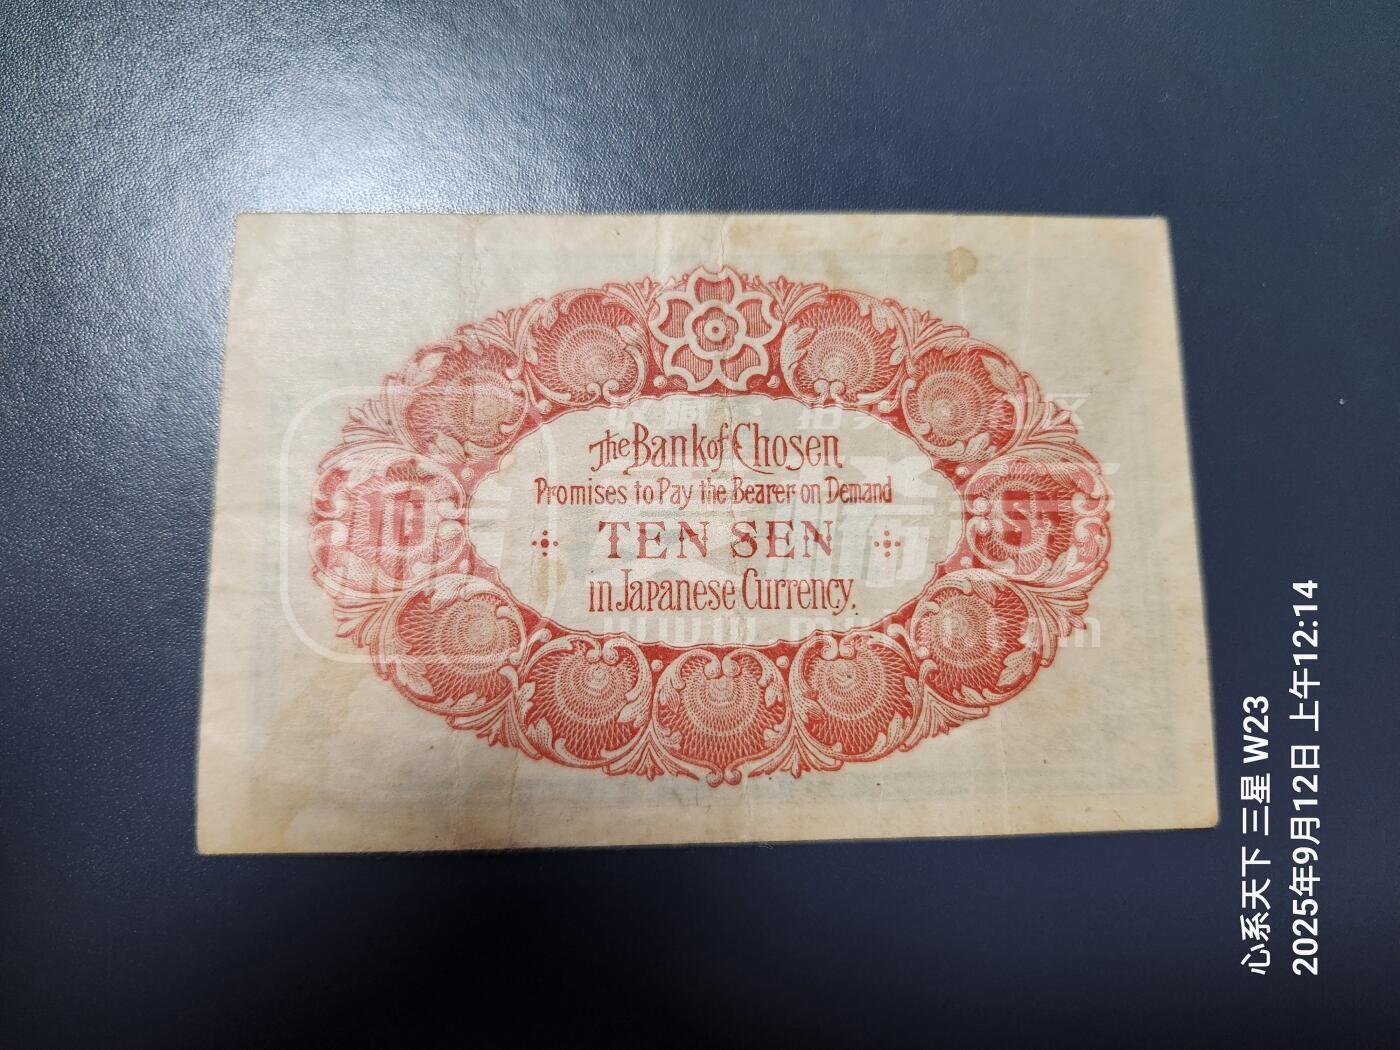 The Bank of Chosen
Promises to Pay the Bearer on Demand
TEN SEN
in Japanese Currency.
10
SN
心系天下 三星 W23
2025年9月12日 上午12:14